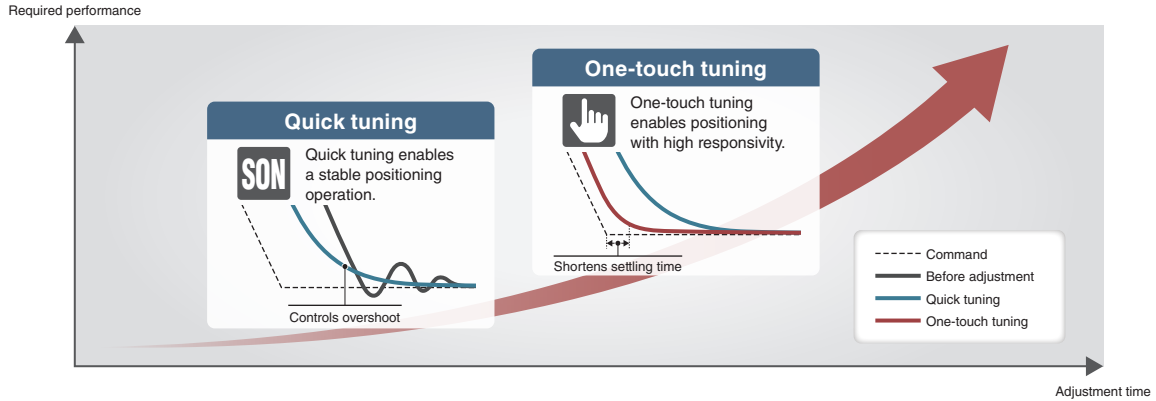 Required performance
Quick tuning
SON
Quick tuning enables
a stable positioning
operation.
Controls overshoot
One-touch tuning
One-touch tuning
enables positioning
with high responsivity.
Shortens settling time
Command
Before adjustment
Quick tuning
One-touch tuning
Adjustment time